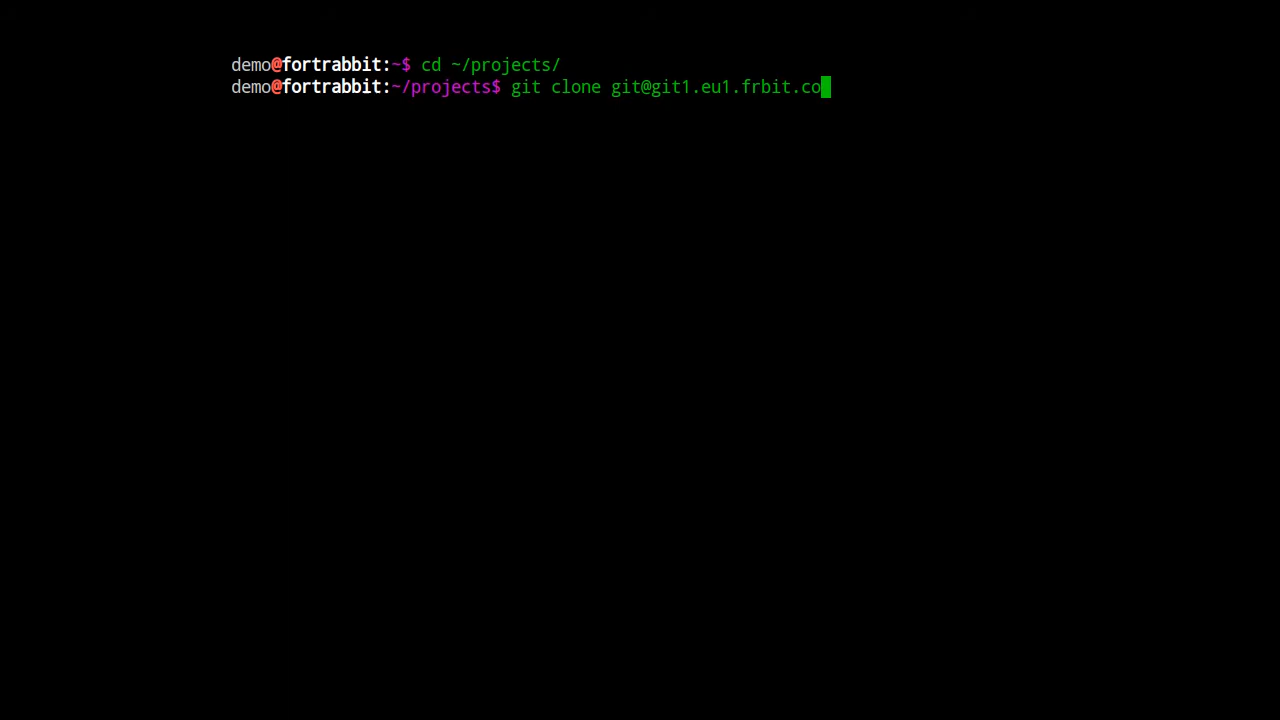 demo@fortrabbit:~$ cd ~/projects/
demo@fortrabbit:~/projects$ git clone git@git1.eu1.frbit.co